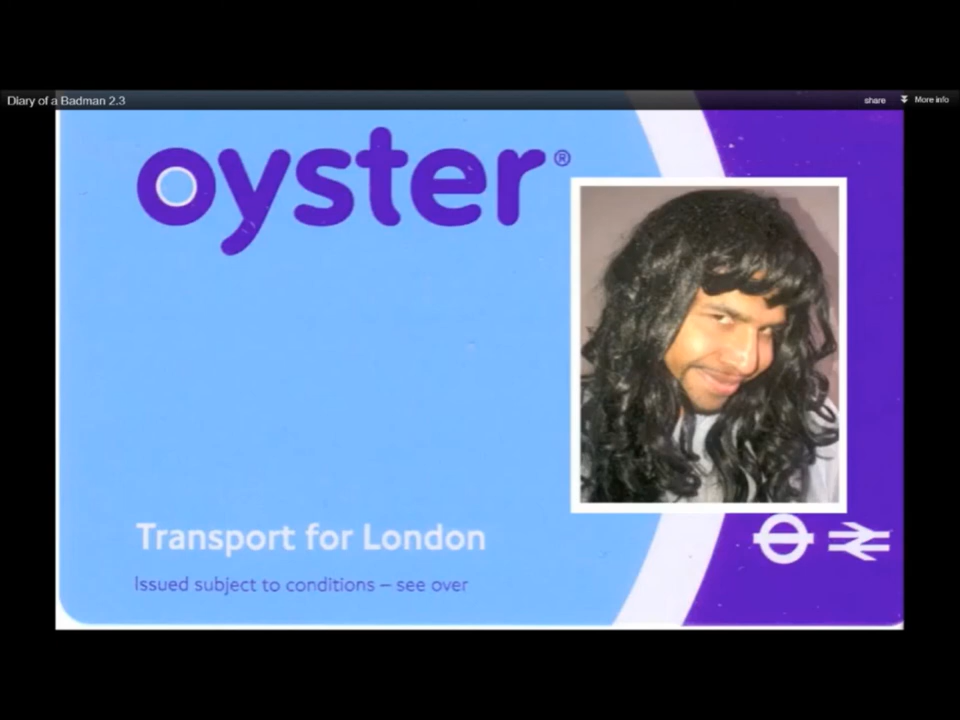 Diary of a Badman 2.3
share
More info
oyster®
Transport for London
Issued subject to conditions – see over